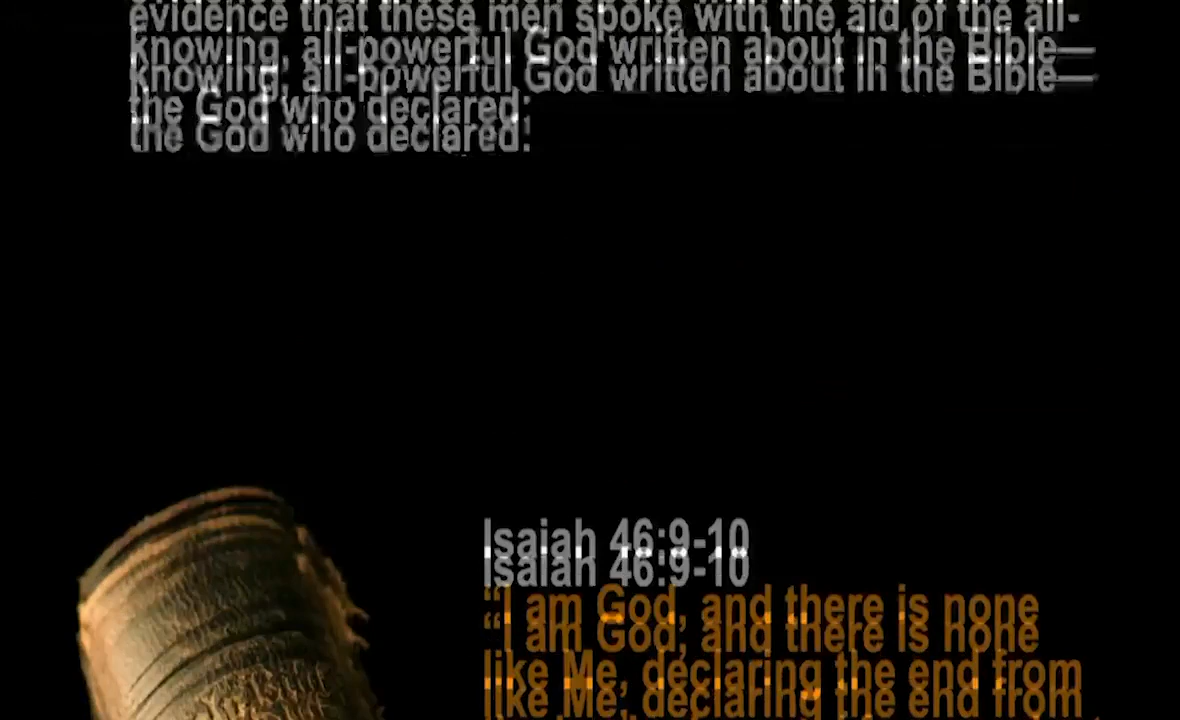 evidence that these men spoke with the aid of the all-
knowing, all-powerful God written about in the Bible—
the God who declared:
Isaiah 46:9-10
“I am God, and there is none
like Me, declaring the end from